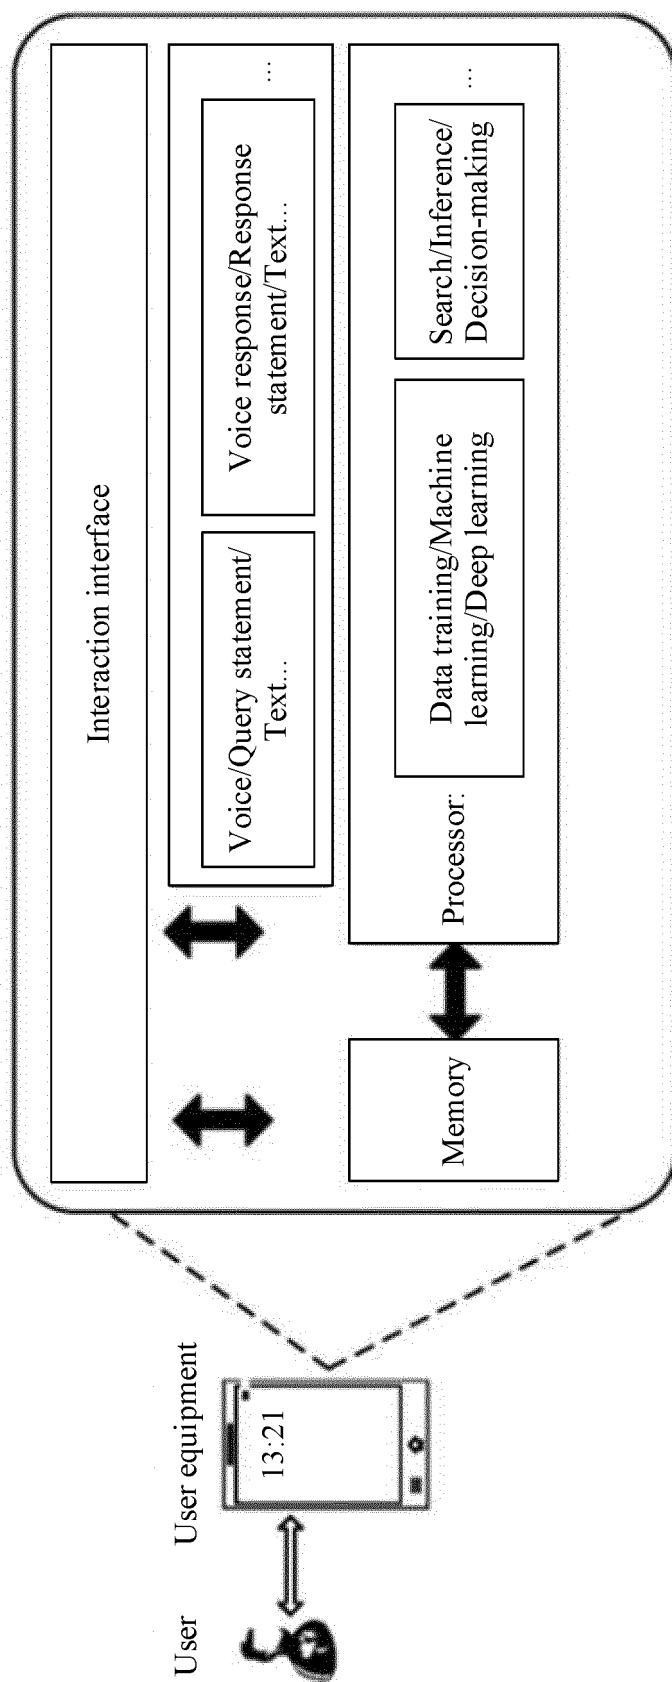 User
User equipment
13:21
Interaction interface
Voice/Query statement/
Text...
Voice response/Response
statement/Text...
...
Memory
Processor:
Data training/Machine
learning/Deep learning
Search/Inference/
Decision-making
...